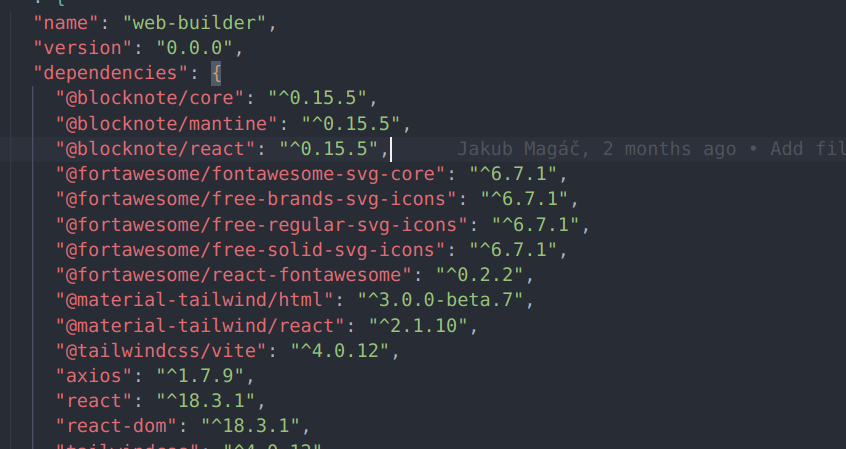 : {
"name": "web-builder",
"version": "0.0.0",
"dependencies": {
"@blocknote/core": "^0.15.5",
"@blocknote/mantine": "^0.15.5",
"@blocknote/react": "^0.15.5", Jakub Magáč, 2 months ago • Add fil
"@fortawesome/fontawesome-svg-core": "^6.7.1",
"@fortawesome/free-brands-svg-icons": "^6.7.1",
"@fortawesome/free-regular-svg-icons": "^6.7.1",
"@fortawesome/free-solid-svg-icons": "^6.7.1",
"@fortawesome/react-fontawesome": "^0.2.2",
"@material-tailwind/html": "^3.0.0-beta.7",
"@material-tailwind/react": "^2.1.10",
"@tailwindcss/vite": "^4.0.12",
"axios": "^1.7.9",
"react": "^18.3.1",
"react-dom": "^18.3.1",
"tailwindcss": "^4.0.12"